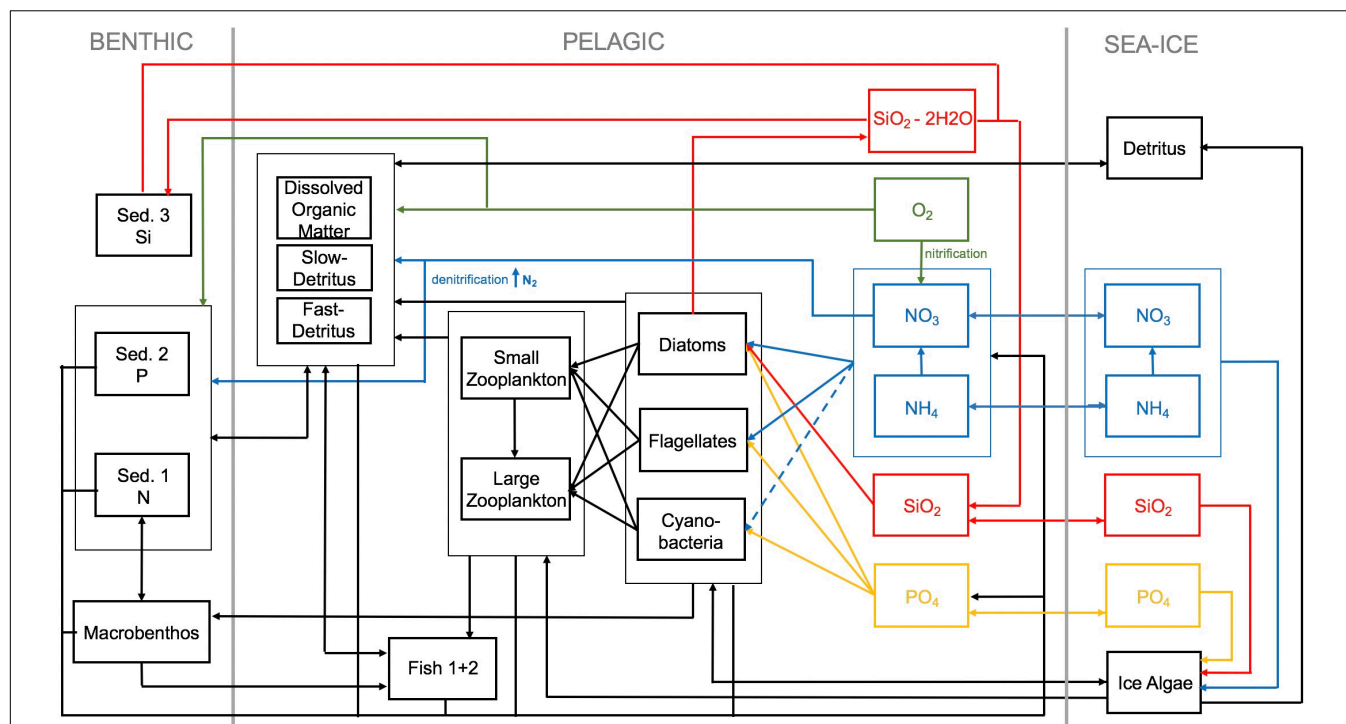 BENTHIC
PELAGIC
SEA-ICE
SiO₂ - 2H2O
Detritus
Dissolved
Organic
Matter
O₂
Sed. 3
Si
nitrification
Slow-
Detritus
denitrification N₂
Fast-
Detritus
NO₃
NO₃
Diatoms
Small
Zooplankton
Sed. 2
P
NH₄
NH₄
Flagellates
Large
Zooplankton
Sed. 1
N
SiO₂
SiO₂
Cyano-
bacteria
PO₄
PO₄
Macrobenthos
Fish 1+2
Ice Algae